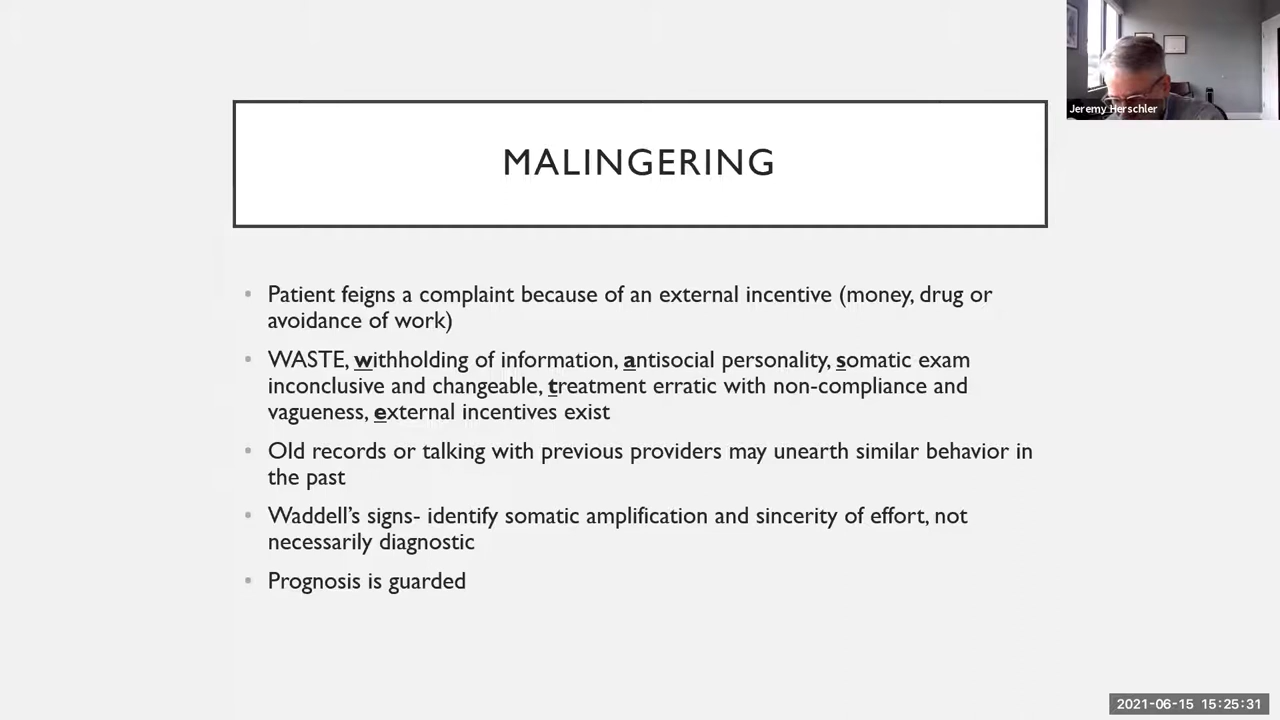 Jeremy Herschler
MALINGERING
• Patient feigns a complaint because of an external incentive (money, drug or
avoidance of work)
• WASTE, withholding of information, antisocial personality, somatic exam
inconclusive and changeable, treatment erratic with non-compliance and
vagueness, external incentives exist
• Old records or talking with previous providers may unearth similar behavior in
the past
• Waddell’s signs- identify somatic amplification and sincerity of effort, not
necessarily diagnostic
• Prognosis is guarded
2021-06-15 15:25:31